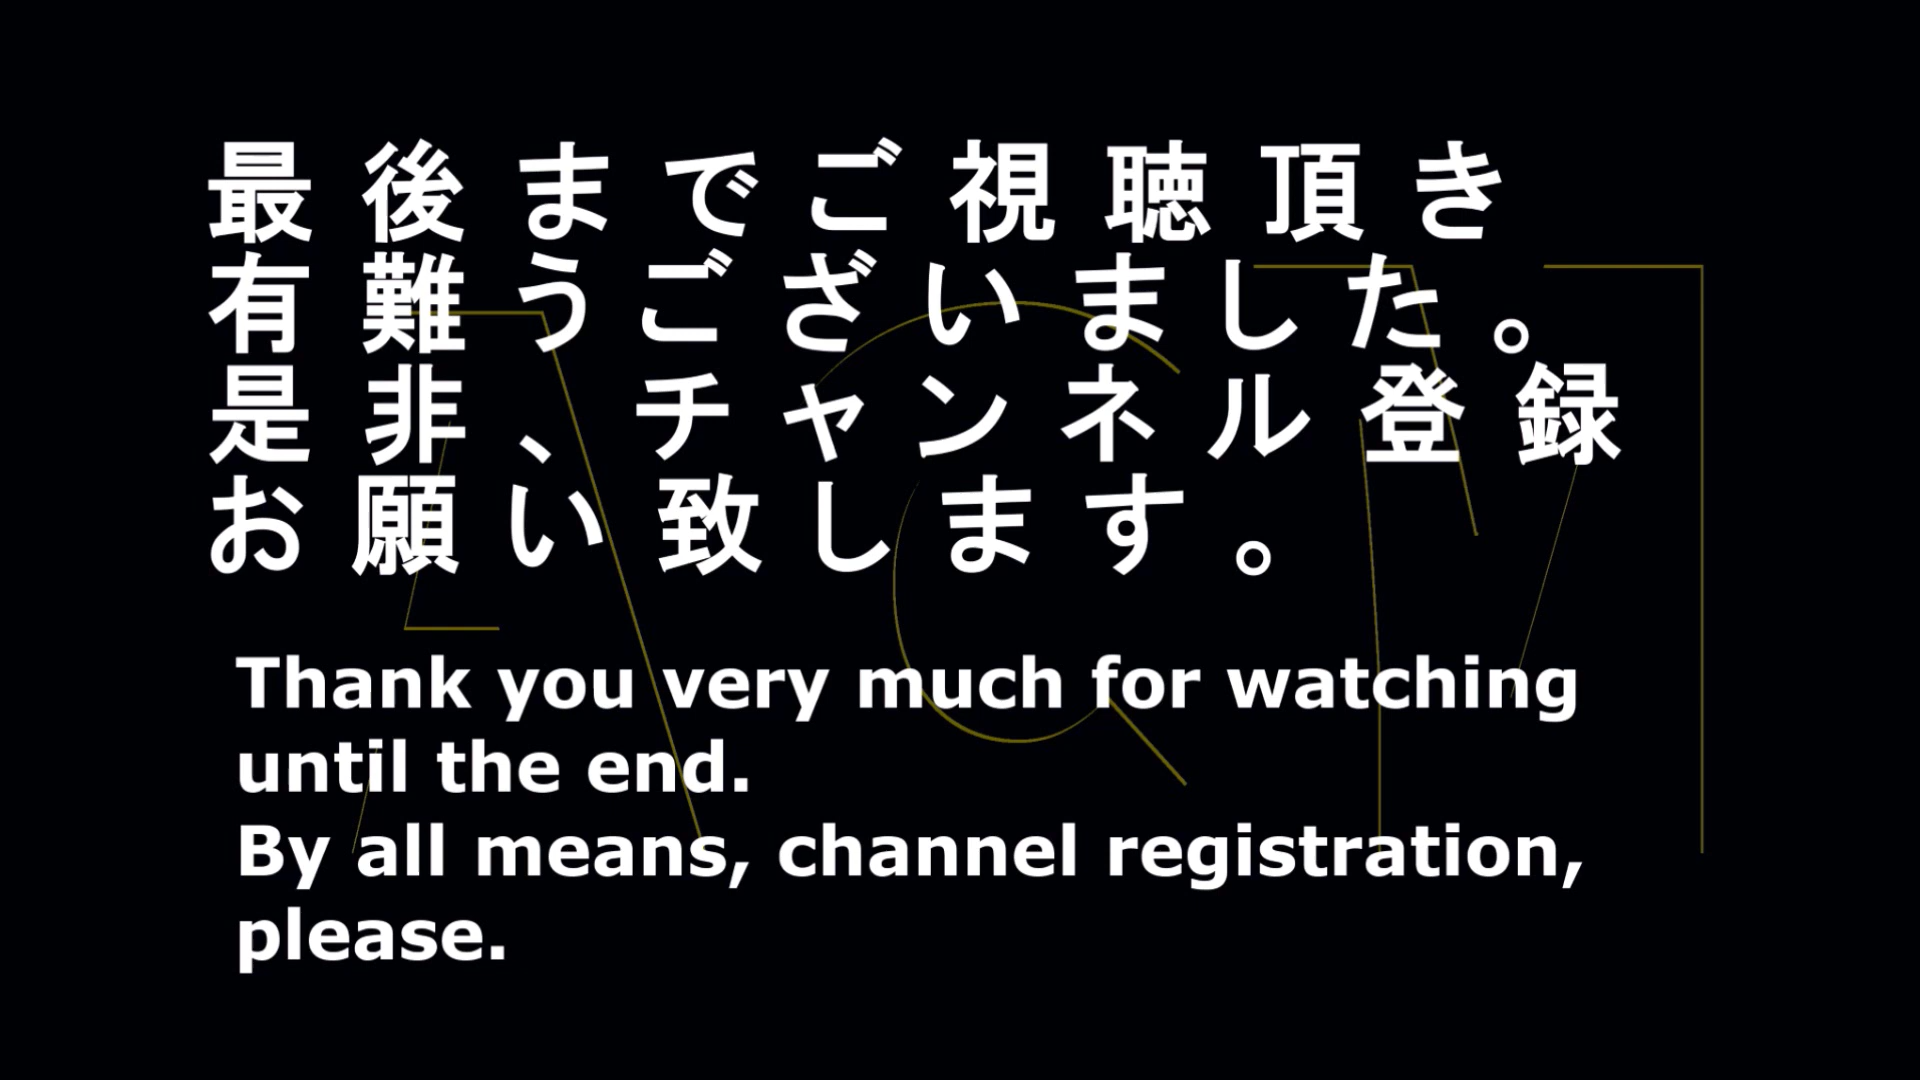 最後までご視聴頂き
有難うございました。
是非、チャンネル登録
お願い致します。
Thank you very much for watching
until the end.
By all means, channel registration,
please.